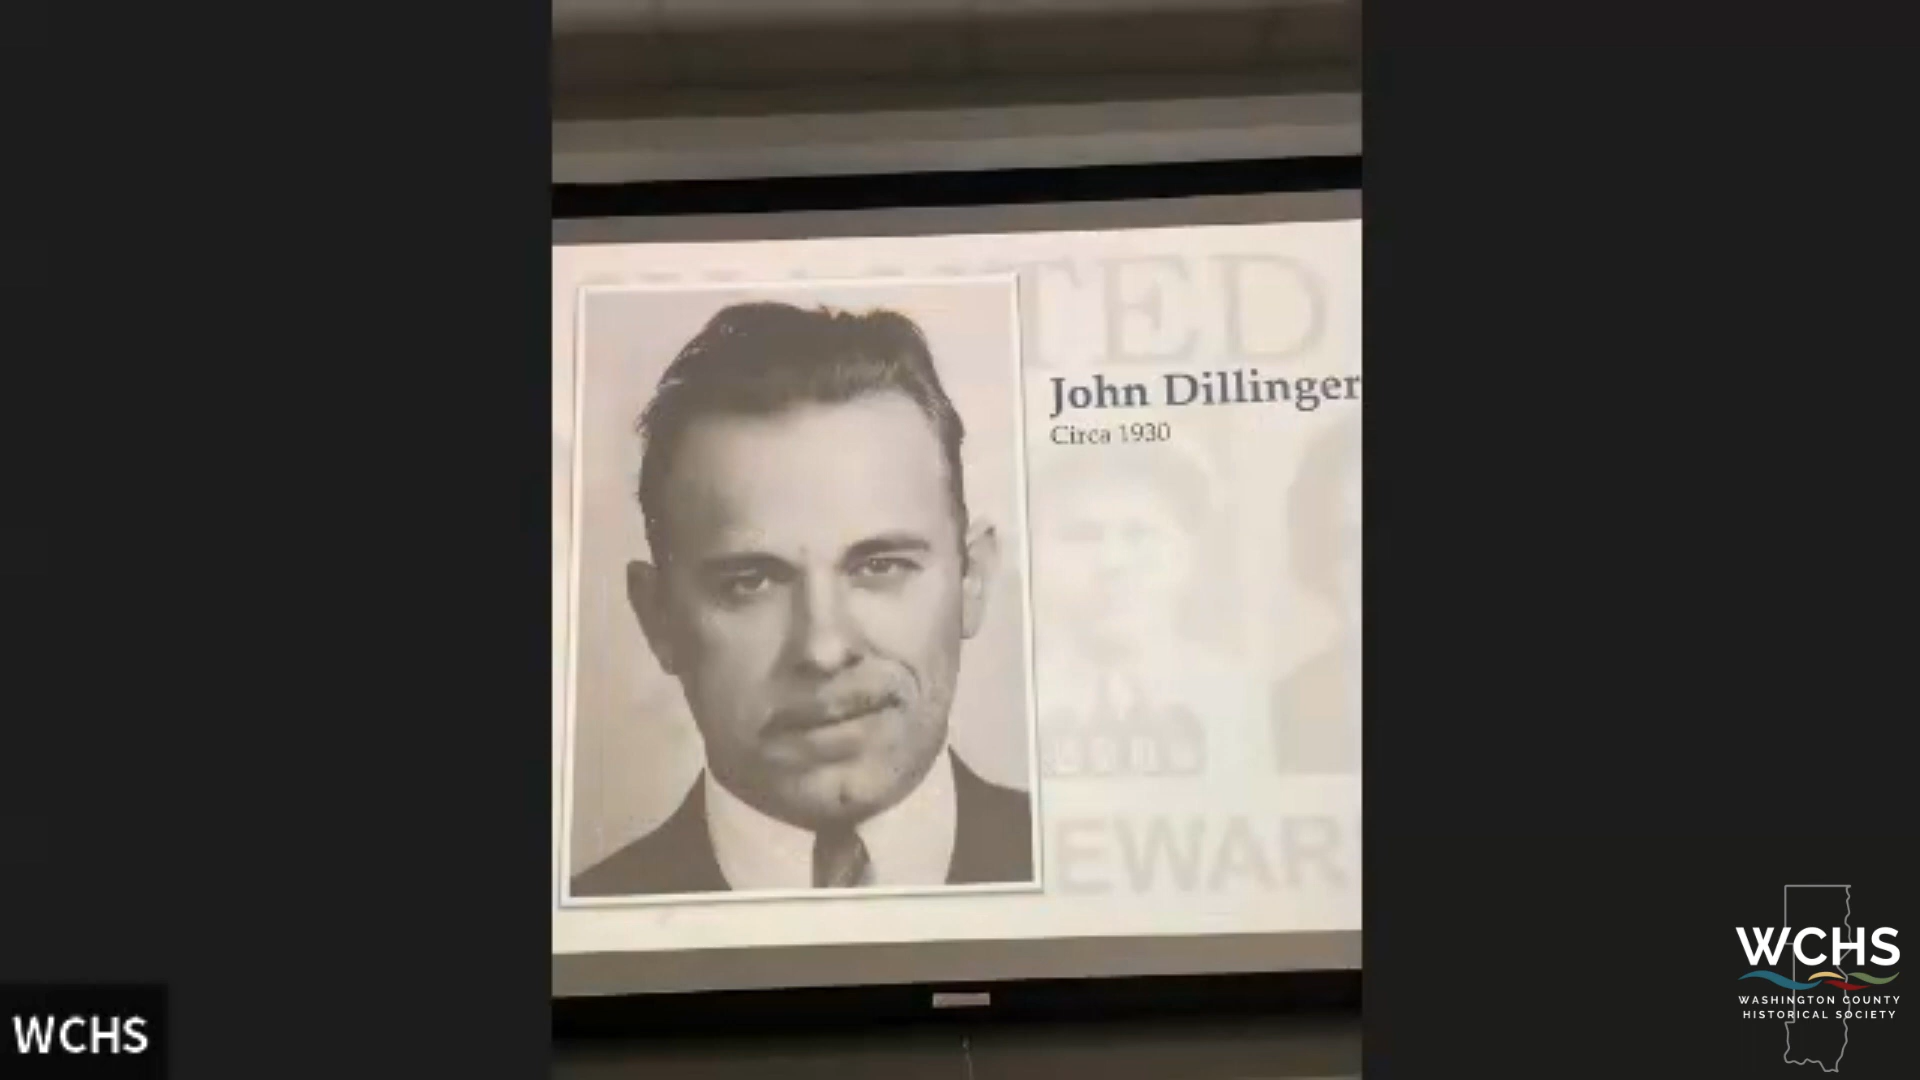 TED
John Dillinger
Circa 1930
EWAR
WCHS
WCHS
WASHINGTON COUNTY
HISTORICAL SOCIETY